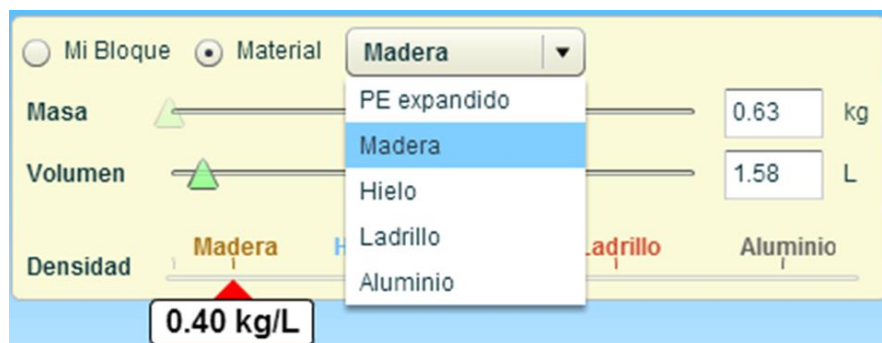 Mi Bloque Material Madera
PE expandido
Masa 0.63 kg
Madera
Volumen 1.58 L
Hielo
Ladrillo
Densidad Madera H adrillo Aluminio
Aluminio
0.40 kg/L